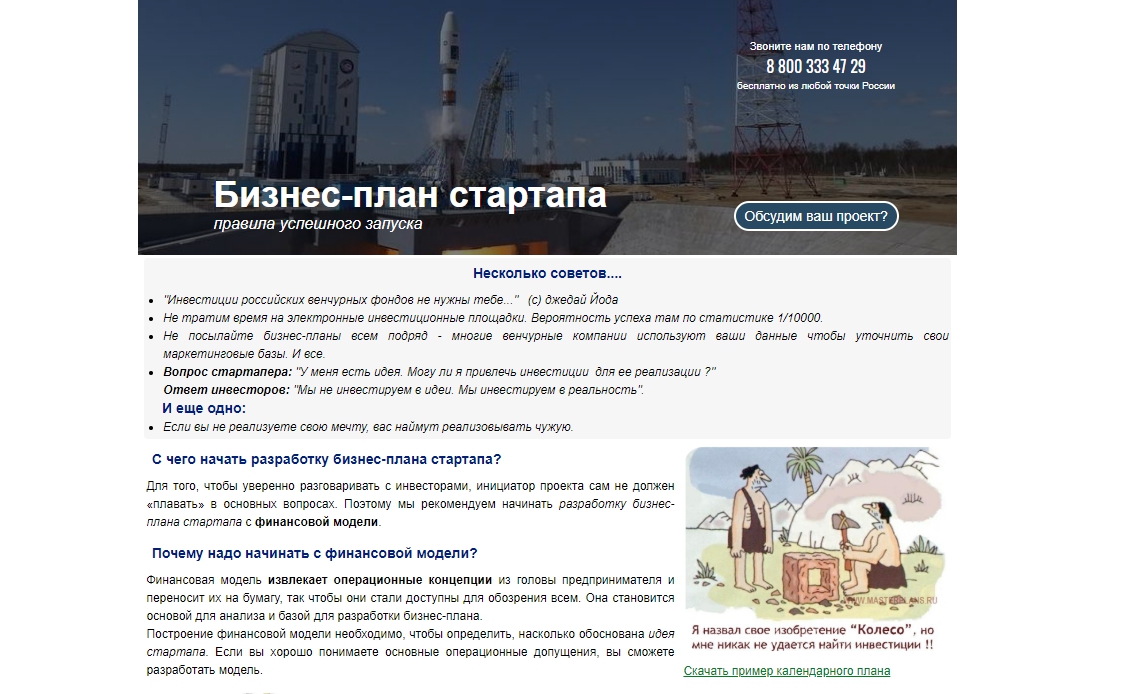 Звоните нам по телефону
8 800 333 47 29
бесплатно из любой точки России
Бизнес-план стартапа
правила успешного запуска
Обсудим ваш проект?
Несколько советов....
"Инвестиции российских венчурных фондов не нужны тебе..." (с) джедай Йода
Не тратим время на электронные инвестиционные площадки. Вероятность успеха там по статистике 1/10000.
Не посылайте бизнес-планы всем подряд - многие венчурные компании используют ваши данные чтобы уточнить свои
маркетинговые базы. И все.
Вопрос стартапера: "У меня есть идея. Могу ли я привлечь инвестиции для ее реализации ?"
Ответ инвесторов: "Мы не инвестируем в идеи. Мы инвестируем в реальность".
И еще одно:
Если вы не реализуете свою мечту, вас наймут реализовывать чужую.
С чего начать разработку бизнес-плана стартапа?
Для того, чтобы уверенно разговаривать с инвесторами, инициатор проекта сам не должен
«плавать» в основных вопросах. Поэтому мы рекомендуем начинать разработку бизнес-
плана стартапа с финансовой модели.
Почему надо начинать с финансовой модели?
Финансовая модель извлекает операционные концепции из головы предпринимателя и
переносит их на бумагу, так чтобы они стали доступны для обозрения всем. Она становится
основой для анализа и базой для разработки бизнес-плана.
Построение финансовой модели необходимо, чтобы определить, насколько обоснована идея
стартапа. Если вы хорошо понимаете основные операционные допущения, вы сможете
разработать модель.
Я назвал свое изобретение "Колесо", но
мне никак не удается найти инвестиции !!
Скачать пример календарного плана